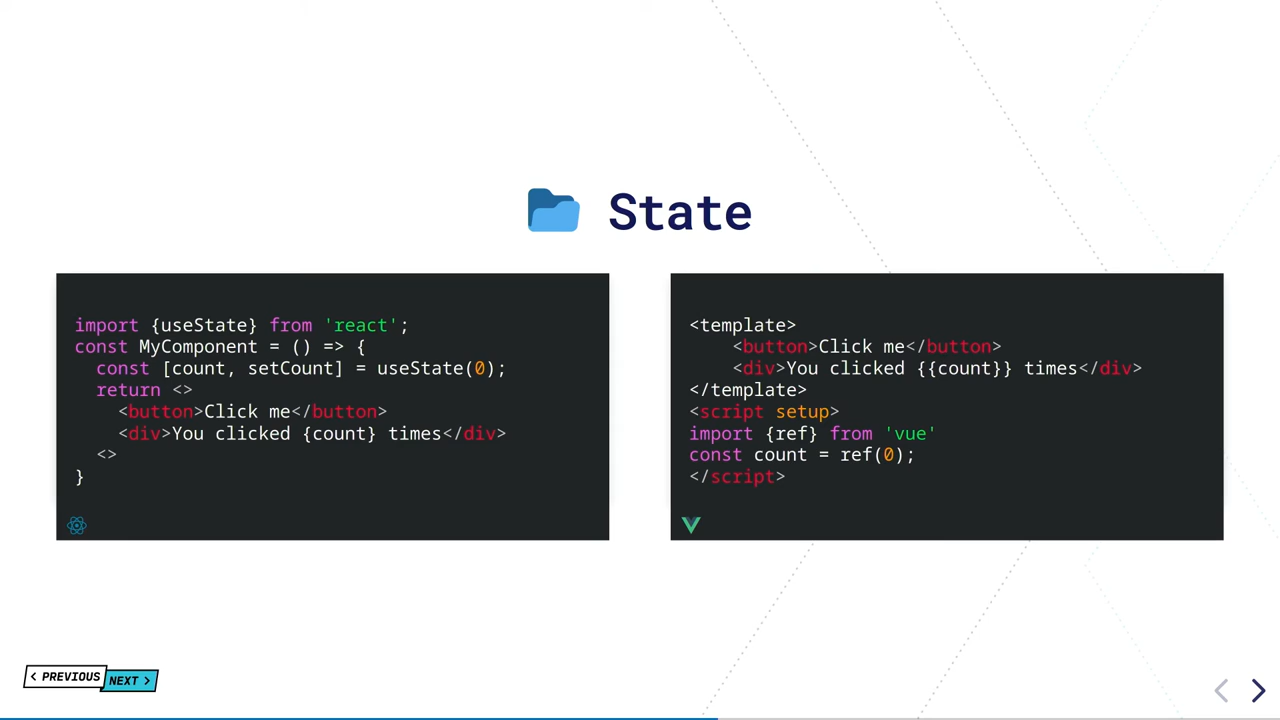 State
import {useState} from 'react';
const MyComponent = () => {
  const [count, setCount] = useState(0);
  return <>
    <button>Click me</button>
    <div>You clicked {count} times</div>
  <>
}
<template>
    <button>Click me</button>
    <div>You clicked {{count}} times</div>
</template>
<script setup>
import {ref} from 'vue'
const count = ref(0);
</script>
< PREVIOUS
NEXT >